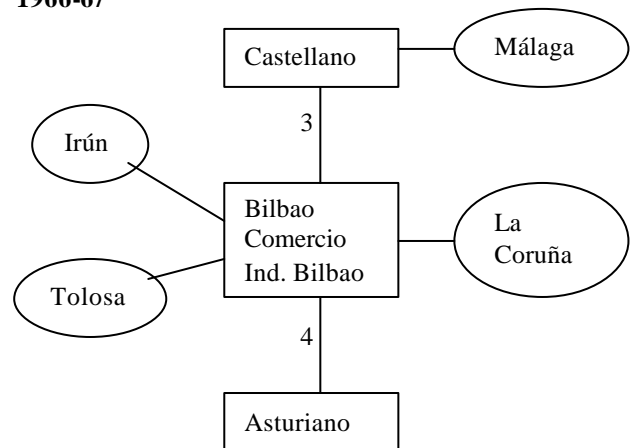 1966-67
Castellano
Málaga
3
Irún
Bilbao
Comercio
Ind. Bilbao
La
Coruña
Tolosa
4
Asturiano